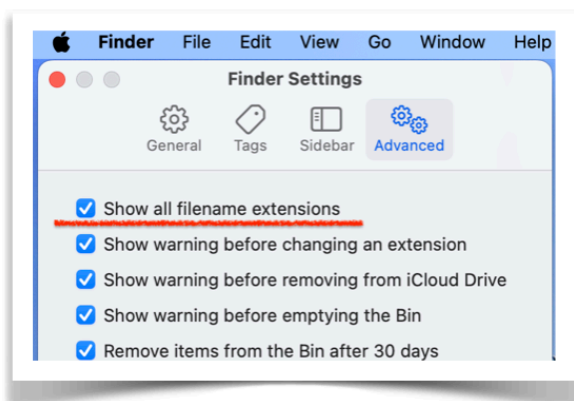 Finder File Edit View Go Window Help
Finder Settings
General Tags Sidebar Advanced
Show all filename extensions
Show warning before changing an extension
Show warning before removing from iCloud Drive
Show warning before emptying the Bin
Remove items from the Bin after 30 days